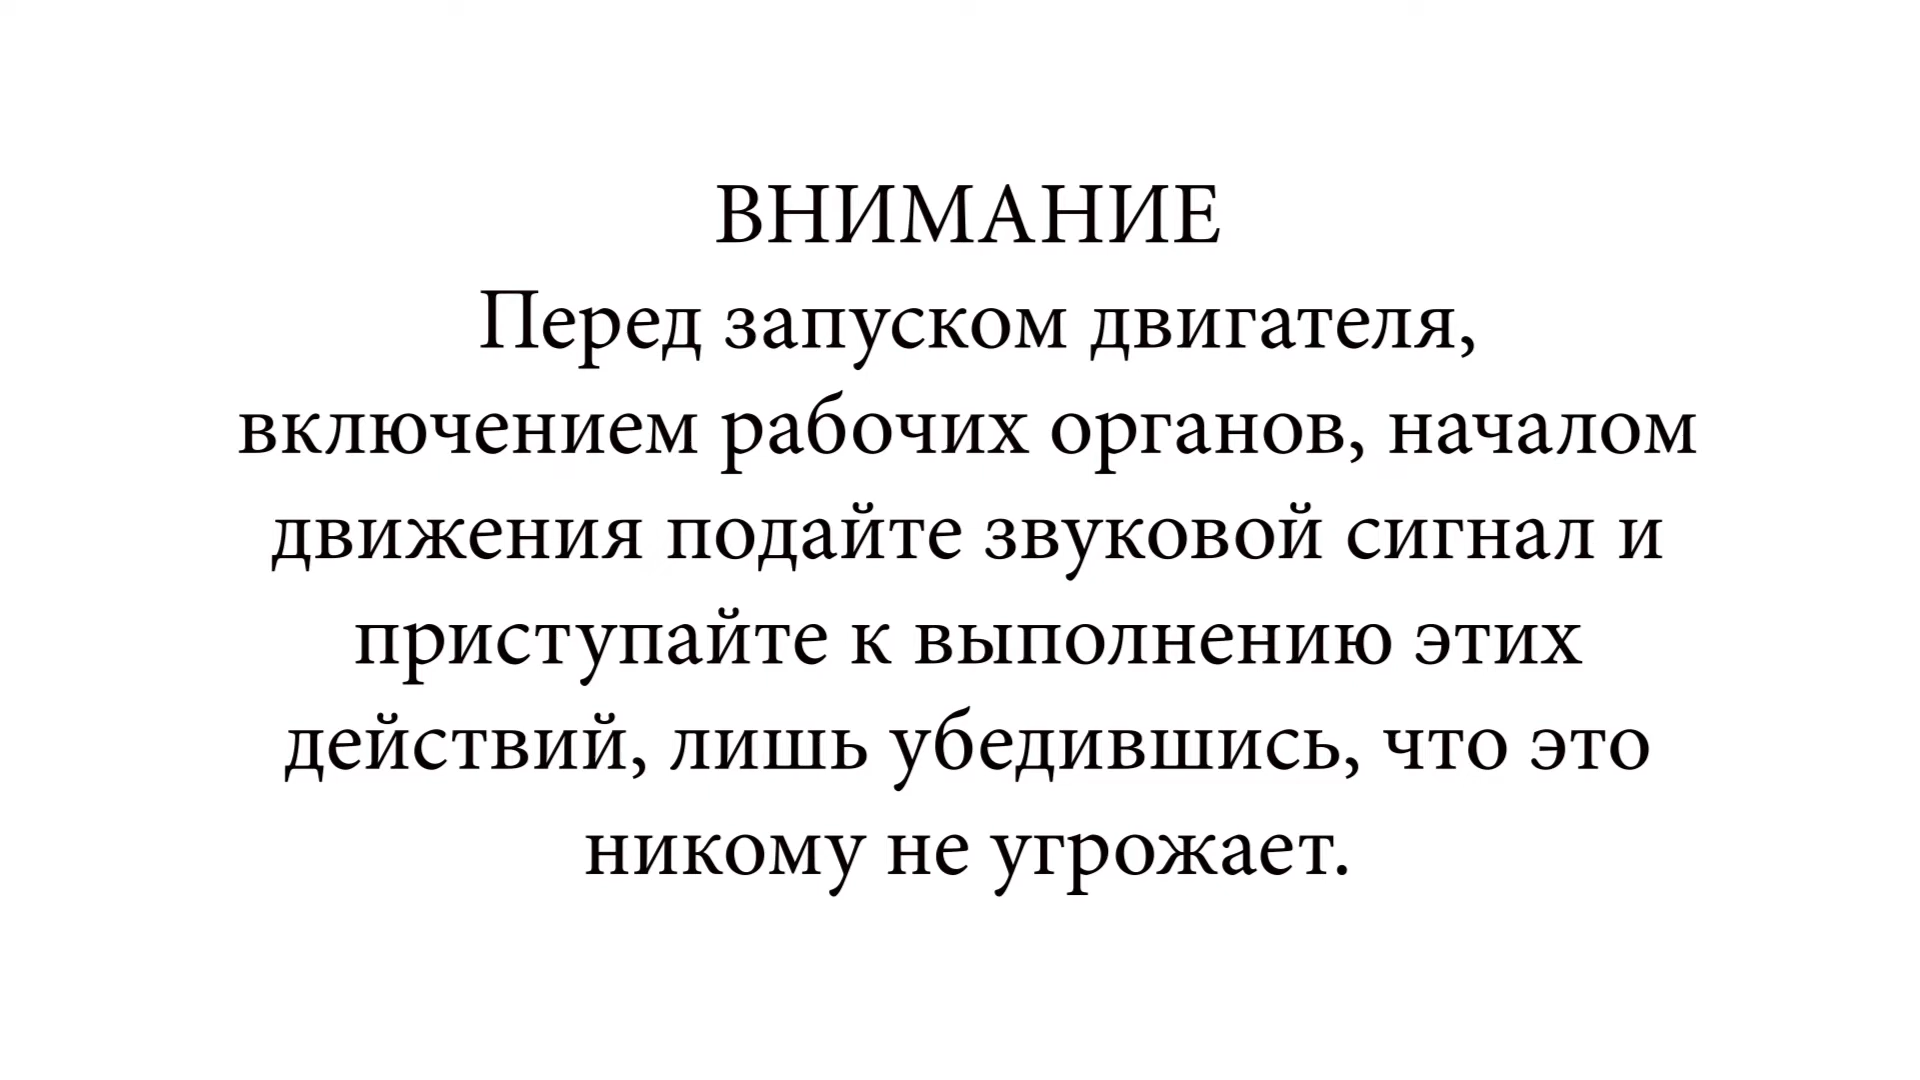 ВНИМАНИЕ
Перед запуском двигателя,
включением рабочих органов, началом
движения подайте звуковой сигнал и
приступайте к выполнению этих
действий, лишь убедившись, что это
никому не угрожает.